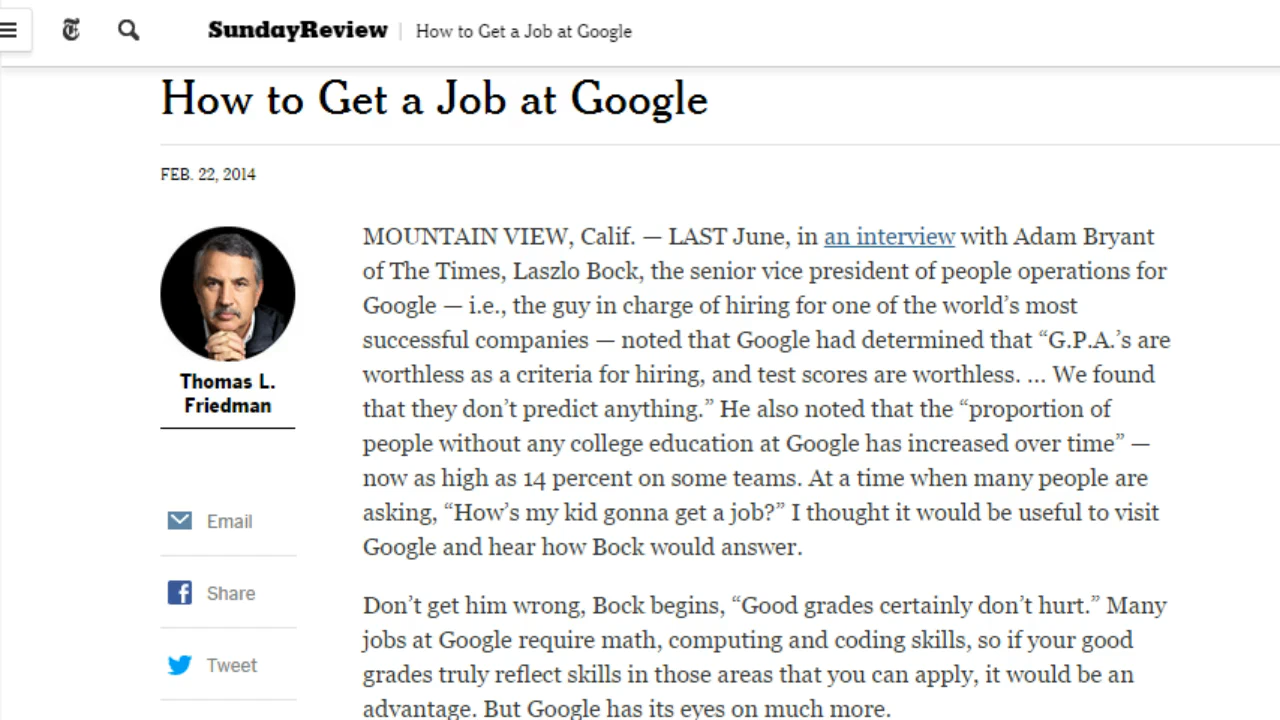 SundayReview | How to Get a Job at Google
How to Get a Job at Google
FEB. 22, 2014
Thomas L.
Friedman
Email
Share
Tweet
MOUNTAIN VIEW, Calif. — LAST June, in an interview with Adam Bryant
of The Times, Laszlo Bock, the senior vice president of people operations for
Google — i.e., the guy in charge of hiring for one of the world’s most
successful companies — noted that Google had determined that “G.P.A.’s are
worthless as a criteria for hiring, and test scores are worthless. ... We found
that they don’t predict anything.” He also noted that the “proportion of
people without any college education at Google has increased over time” —
now as high as 14 percent on some teams. At a time when many people are
asking, “How’s my kid gonna get a job?” I thought it would be useful to visit
Google and hear how Bock would answer.
Don’t get him wrong, Bock begins, “Good grades certainly don’t hurt.” Many
jobs at Google require math, computing and coding skills, so if your good
grades truly reflect skills in those areas that you can apply, it would be an
advantage. But Google has its eyes on much more.